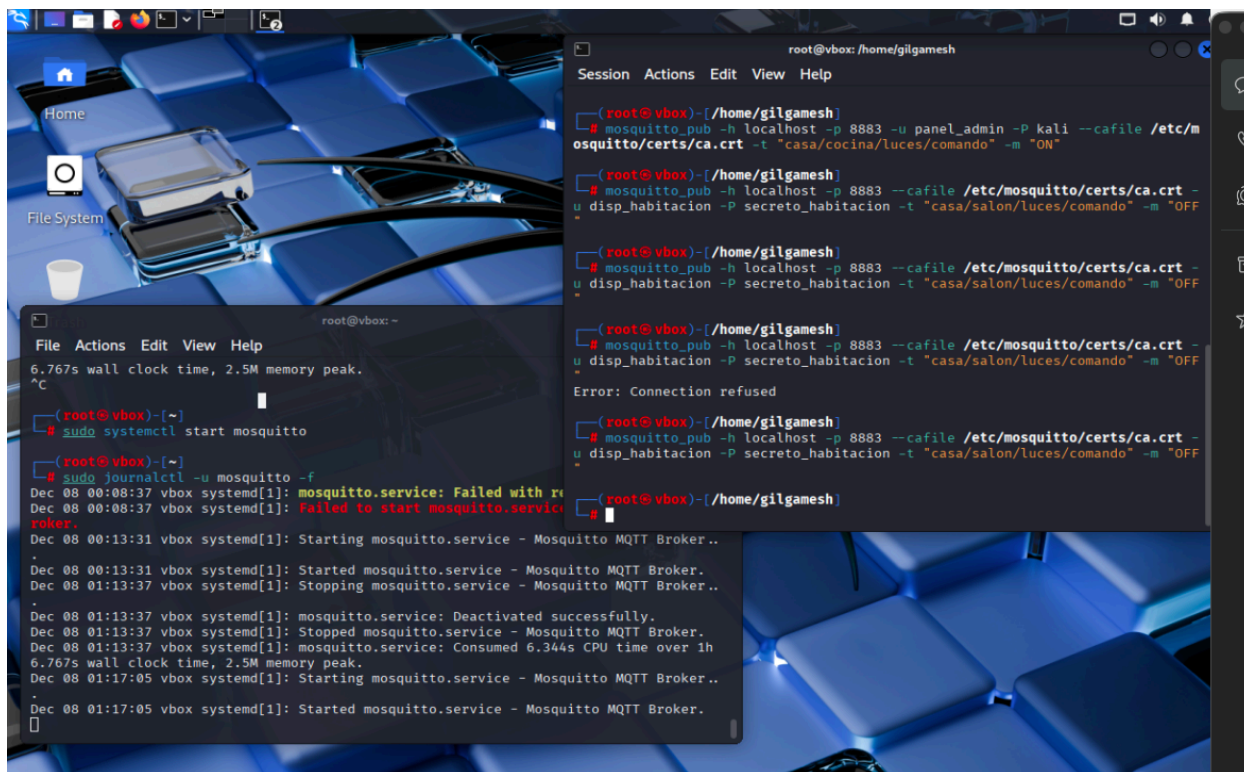 Home
File System
root@vbox: /home/gilgamesh
Session Actions Edit View Help
┌──(root㉿vbox)-[/home/gilgamesh]
└─# mosquitto_pub -h localhost -p 8883 -u panel_admin -P kali --cafile /etc/m
osquitto/certs/ca.crt -t "casa/cocina/luces/comando" -m "ON"
┌──(root㉿vbox)-[/home/gilgamesh]
└─# mosquitto_pub -h localhost -p 8883 --cafile /etc/mosquitto/certs/ca.crt -
u disp_habitacion -P secreto_habitacion -t "casa/salon/luces/comando" -m "OFF
"
┌──(root㉿vbox)-[/home/gilgamesh]
└─# mosquitto_pub -h localhost -p 8883 --cafile /etc/mosquitto/certs/ca.crt -
u disp_habitacion -P secreto_habitacion -t "casa/salon/luces/comando" -m "OFF
"
┌──(root㉿vbox)-[/home/gilgamesh]
└─# mosquitto_pub -h localhost -p 8883 --cafile /etc/mosquitto/certs/ca.crt -
u disp_habitacion -P secreto_habitacion -t "casa/salon/luces/comando" -m "OFF
"
Error: Connection refused
┌──(root㉿vbox)-[/home/gilgamesh]
└─# mosquitto_pub -h localhost -p 8883 --cafile /etc/mosquitto/certs/ca.crt -
u disp_habitacion -P secreto_habitacion -t "casa/salon/luces/comando" -m "OFF
"
┌──(root㉿vbox)-[/home/gilgamesh]
└─#
root@vbox: ~
File Actions Edit View Help
6.767s wall clock time, 2.5M memory peak.
^C
┌──(root㉿vbox)-[~]
└─# sudo systemctl start mosquitto
┌──(root㉿vbox)-[~]
└─# sudo journalctl -u mosquitto -f
Dec 08 00:08:37 vbox systemd[1]: mosquitto.service: Failed with re
Dec 08 00:08:37 vbox systemd[1]: Failed to start mosquitto.service
roker.
Dec 08 00:13:31 vbox systemd[1]: Starting mosquitto.service - Mosquitto MQTT Broker..
.
Dec 08 00:13:31 vbox systemd[1]: Started mosquitto.service - Mosquitto MQTT Broker.
Dec 08 01:13:37 vbox systemd[1]: Stopping mosquitto.service - Mosquitto MQTT Broker..
.
Dec 08 01:13:37 vbox systemd[1]: mosquitto.service: Deactivated successfully.
Dec 08 01:13:37 vbox systemd[1]: Stopped mosquitto.service - Mosquitto MQTT Broker.
Dec 08 01:13:37 vbox systemd[1]: mosquitto.service: Consumed 6.344s CPU time over 1h
6.767s wall clock time, 2.5M memory peak.
Dec 08 01:17:05 vbox systemd[1]: Starting mosquitto.service - Mosquitto MQTT Broker..
.
Dec 08 01:17:05 vbox systemd[1]: Started mosquitto.service - Mosquitto MQTT Broker.